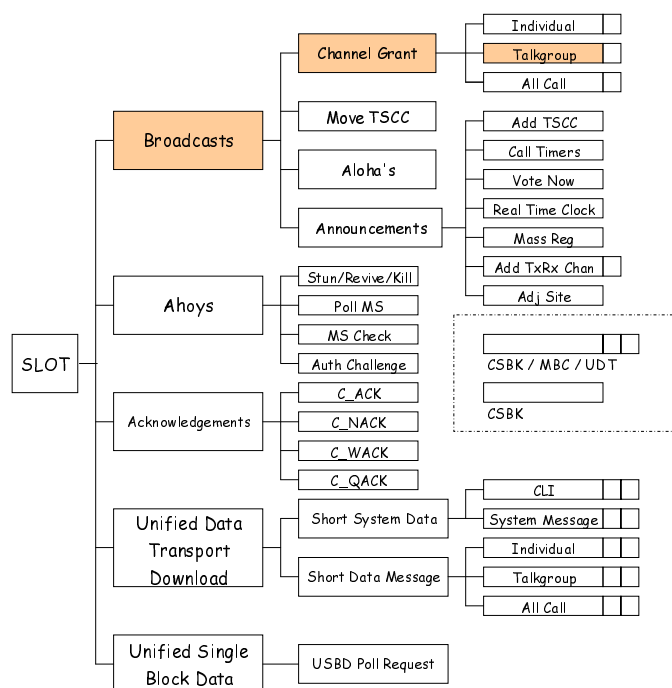 Individual
Channel Grant
Talkgroup
All Call
Move TSCC
Broadcasts
Aloha's
Announcements
Add TSCC
Call Timers
Vote Now
Real Time Clock
Mass Reg
Add TxRx Chan
Adj Site
Ahoys
Stun/Revive/Kill
Poll MS
MS Check
Auth Challenge
SLOT
CSBK / MBC / UDT
CSBK
Acknowledgements
C_ACK
C_NACK
C_WACK
C_QACK
Unified Data
Transport
Download
Short System Data
CLI
System Message
Short Data Message
Individual
Talkgroup
All Call
Unified Single
Block Data
USBD Poll Request